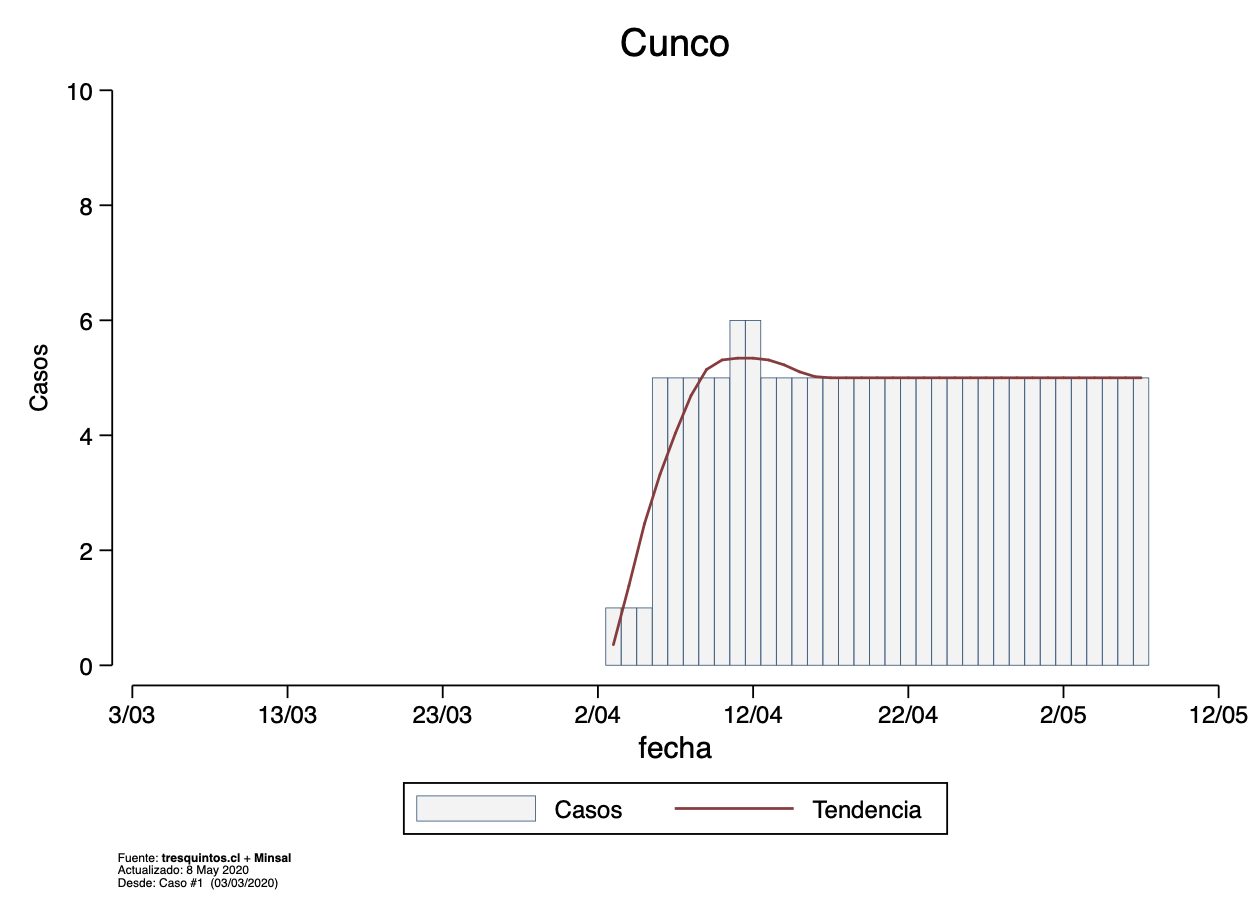 Cunco
10
8
6
4
2
0
Casos
3/03 13/03 23/03 2/04 12/04 22/04 2/05 12/05
fecha
Casos Tendencia
Fuente: tresquintos.cl + Minsal
Actualizado: 8 May 2020
Desde: Caso #1 (03/03/2020)